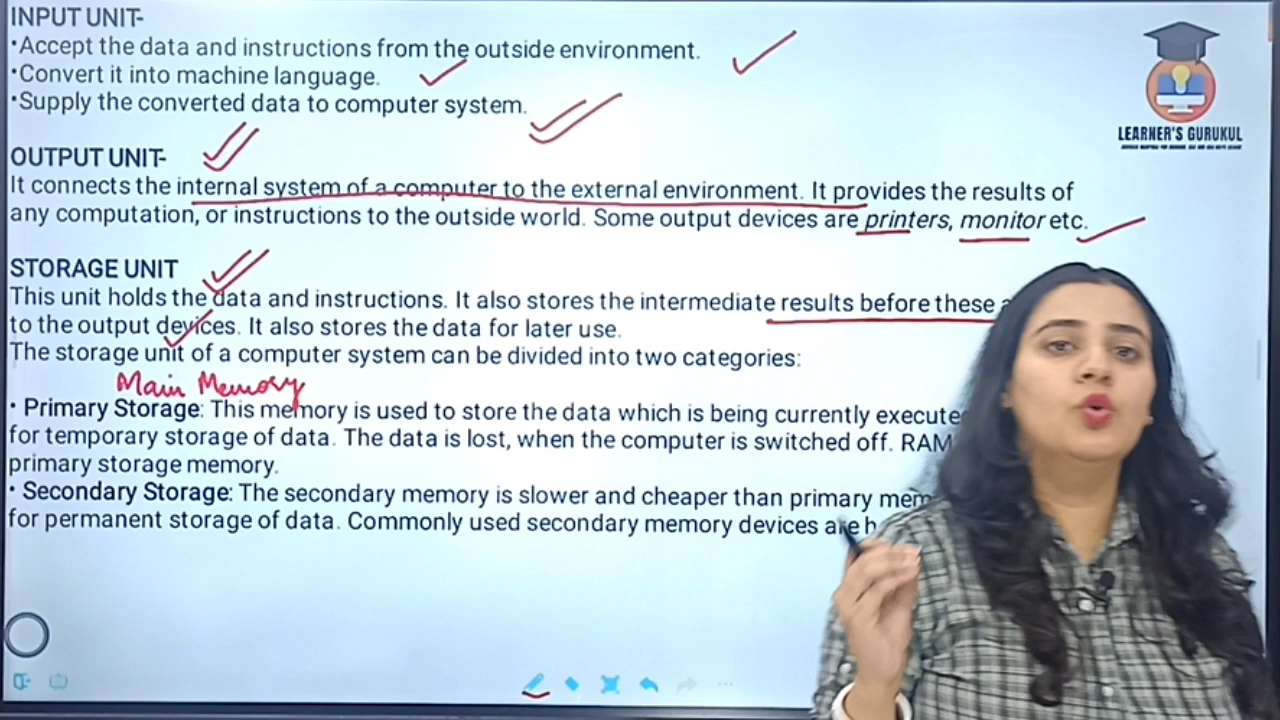 INPUT UNIT-
•Accept the data and instructions from the outside environment.
•Convert it into machine language.
•Supply the converted data to computer system.
LEARNER'S GURUKUL
OUTPUT UNIT-
It connects the internal system of a computer to the external environment. It provides the results of
any computation, or instructions to the outside world. Some output devices are printers, monitor etc.
STORAGE UNIT
This unit holds the data and instructions. It also stores the intermediate results before these
to the output devices. It also stores the data for later use.
The storage unit of a computer system can be divided into two categories:
Main Memory
• Primary Storage: This memory is used to store the data which is being currently execute
for temporary storage of data. The data is lost, when the computer is switched off. RAM
primary storage memory.
• Secondary Storage: The secondary memory is slower and cheaper than primary mem
for permanent storage of data. Commonly used secondary memory devices are h